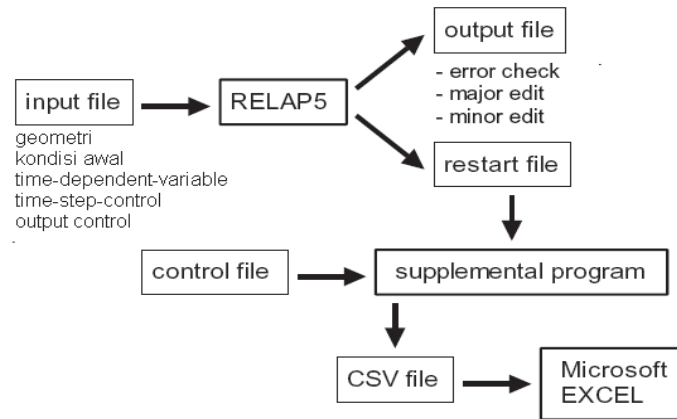 output file
- error check
- major edit
- minor edit
input file
RELAP5
geometri
kondisi awal
time-dependent-variable
time-step-control
output control
restart file
control file
supplemental program
CSV file
Microsoft
EXCEL